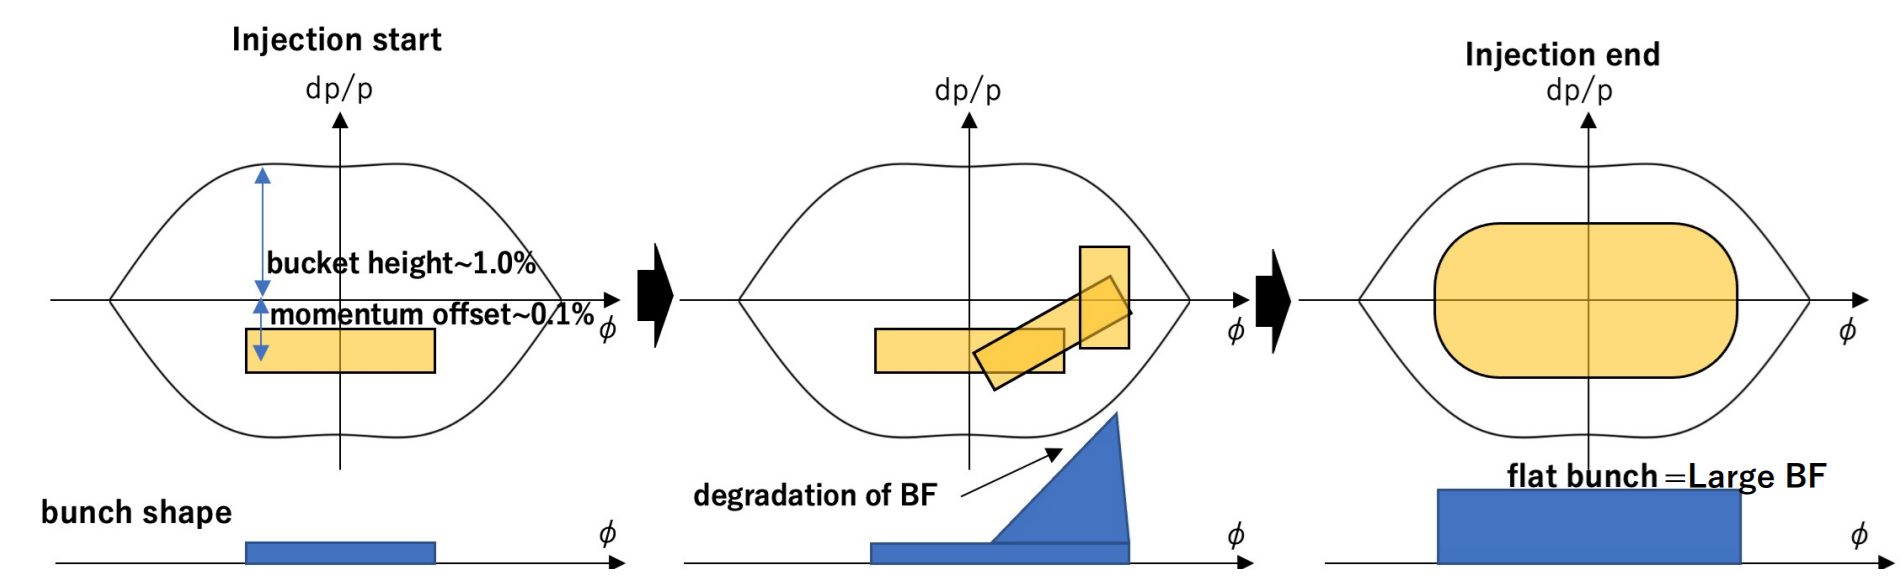 Injection start
dp/p
bucket height~1.0%
momentum offset~0.1%
ϕ
bunch shape
ϕ
dp/p
ϕ
degradation of BF
ϕ
Injection end
dp/p
ϕ
flat bunch =Large BF
ϕ